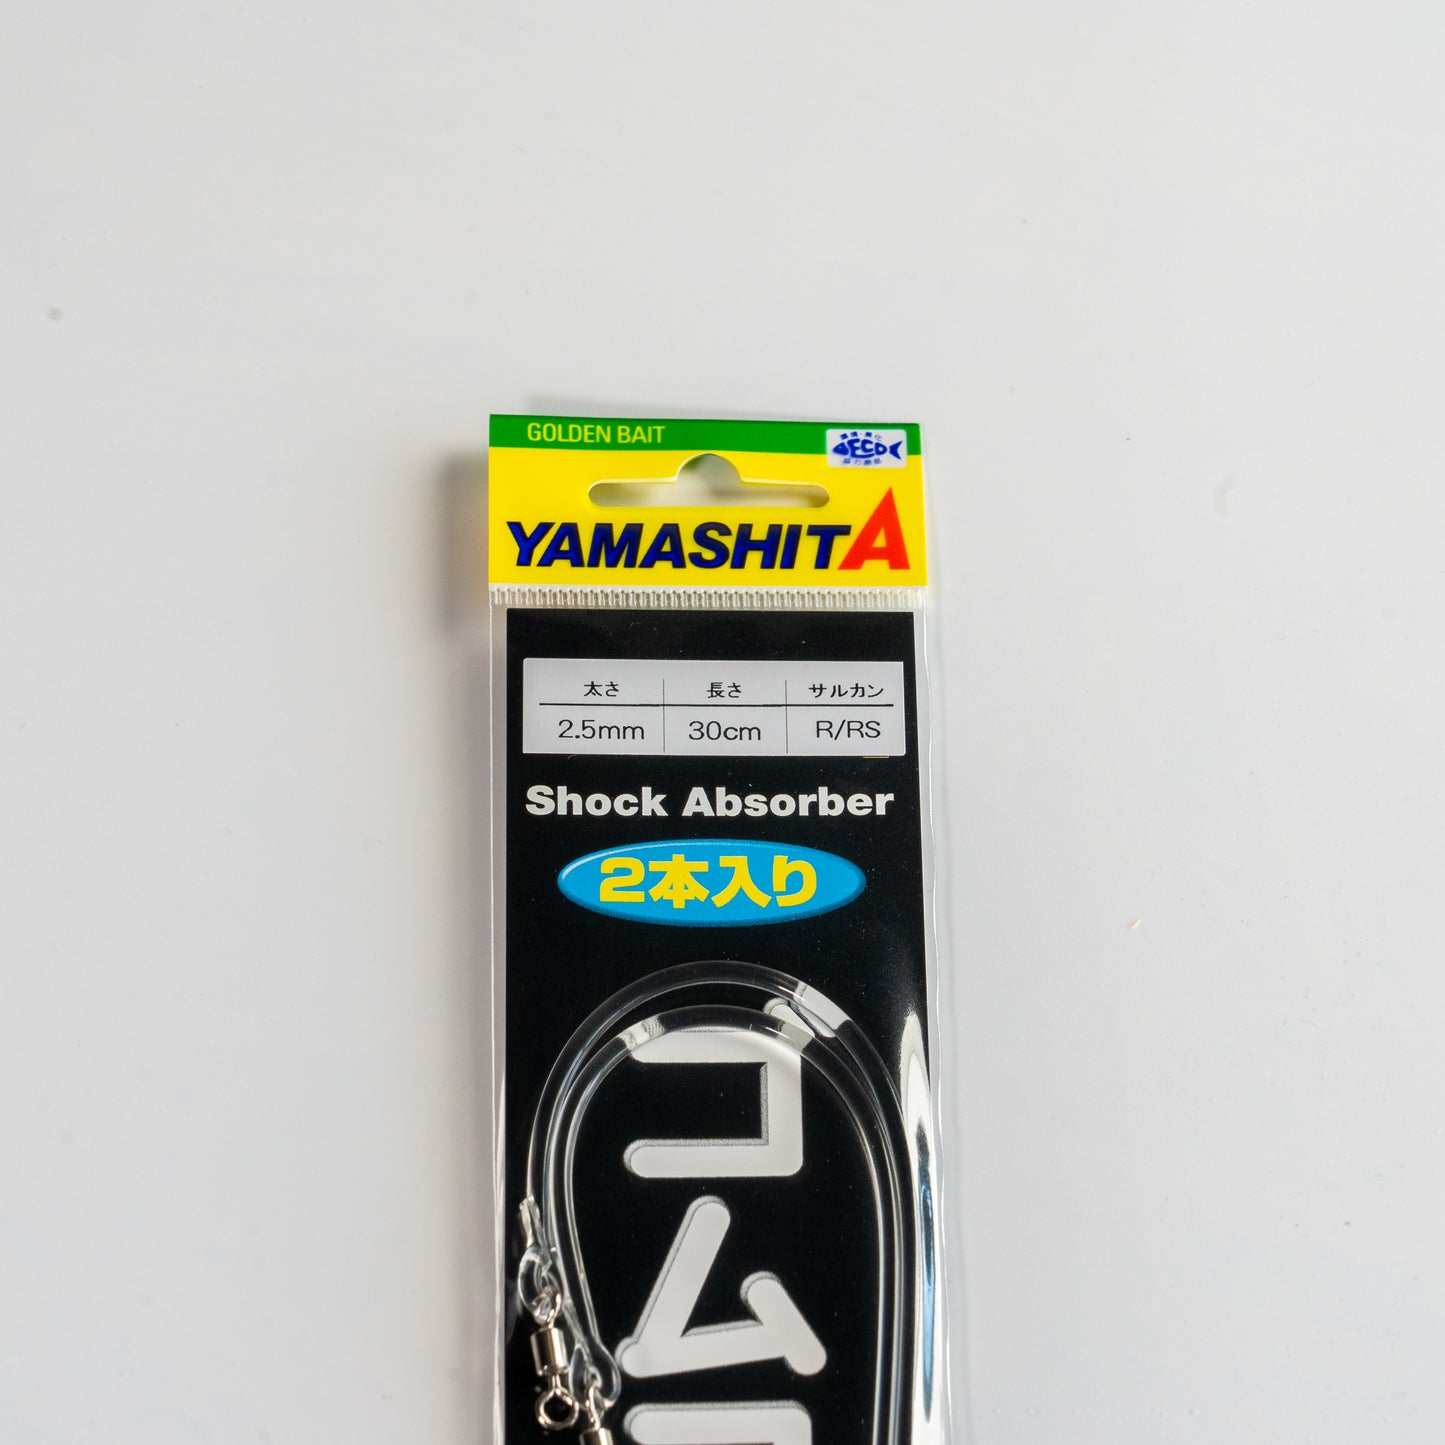 GOLDEN BAIT
ECO
YAMASHITA
太さ 長さ サルカン
2.5mm 30cm R/RS
Shock Absorber
2本入り